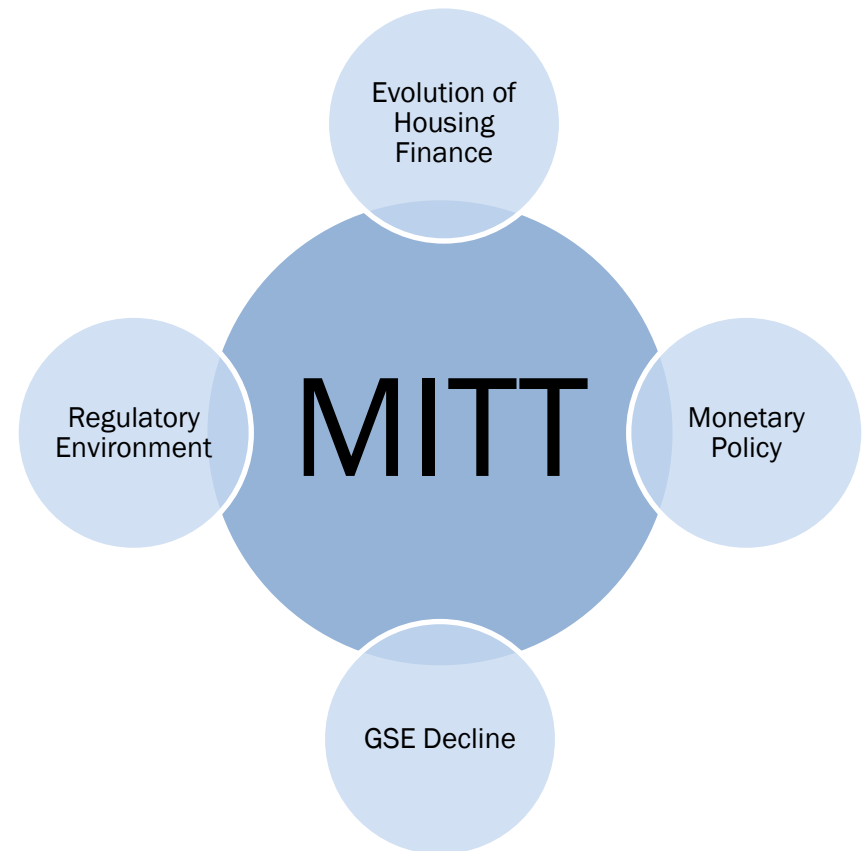 Evolution of
Housing
Finance
Regulatory
Environment
MITT
Monetary
Policy
GSE Decline